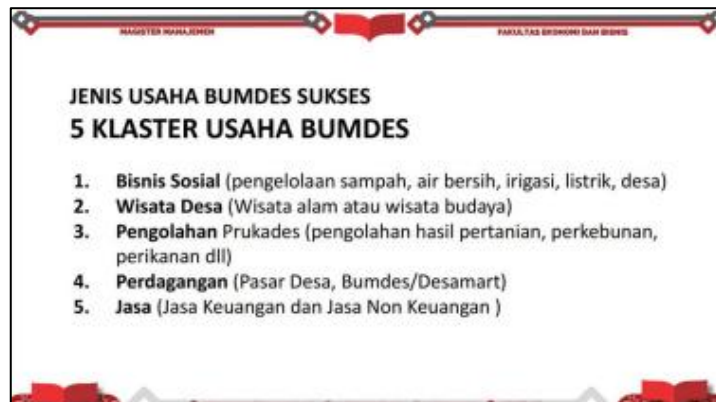 MAGISTER MANAJEMEN
FAKULTAS EKONOMI DAN BISNIS
JENIS USAHA BUMDES SUKSES
5 KLASTER USAHA BUMDES
1. Bisnis Sosial (pengelolaan sampah, air bersih, irigasi, listrik, desa)
2. Wisata Desa (Wisata alam atau wisata budaya)
3. Pengolahan Prukades (pengolahan hasil pertanian, perkebunan,
perikanan dll)
4. Perdagangan (Pasar Desa, Bumdes/Desamart)
5. Jasa (Jasa Keuangan dan Jasa Non Keuangan )